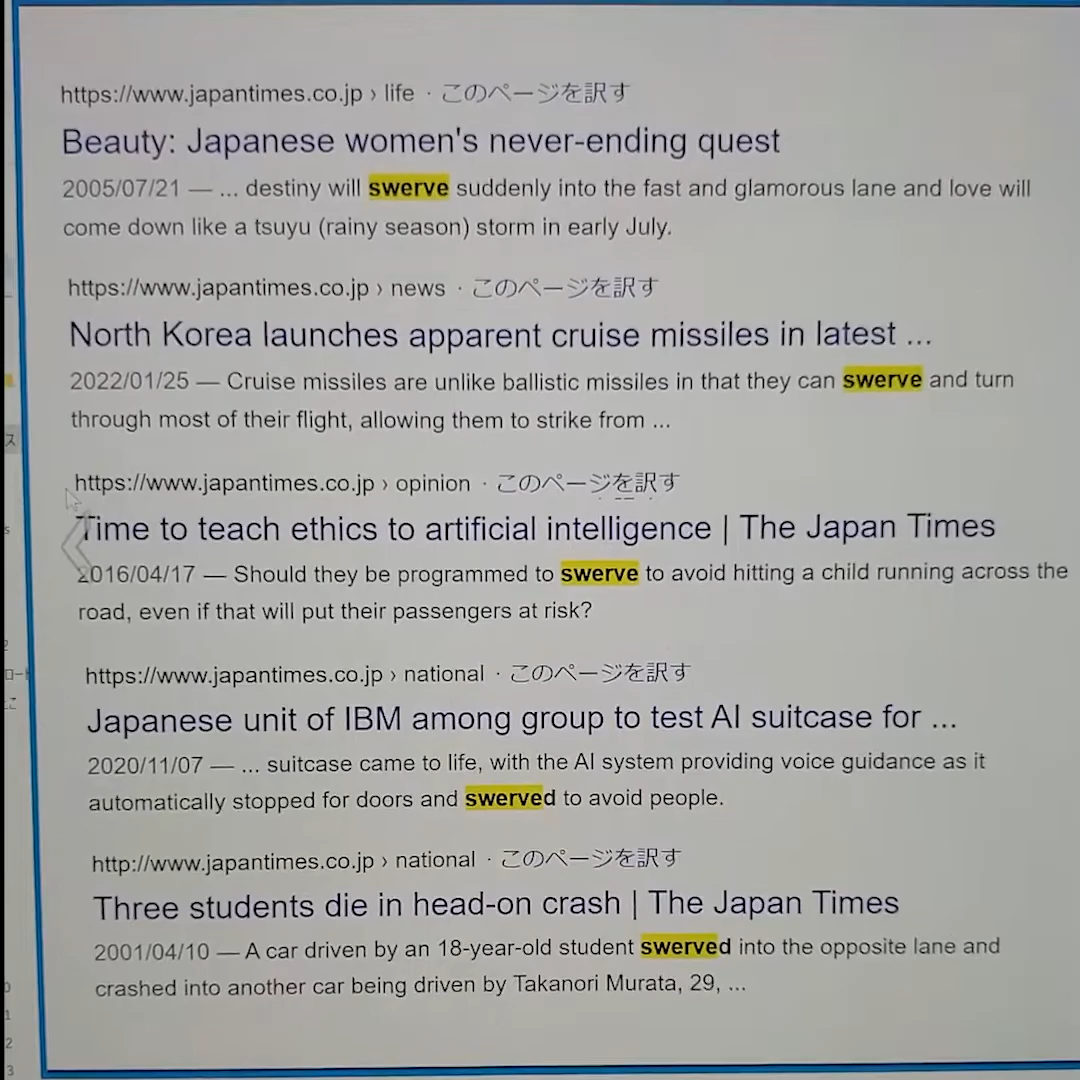 https://www.japantimes.co.jp › life · このページを訳す
Beauty: Japanese women's never-ending quest
2005/07/21 — ... destiny will swerve suddenly into the fast and glamorous lane and love will
come down like a tsuyu (rainy season) storm in early July.
https://www.japantimes.co.jp › news · このページを訳す
North Korea launches apparent cruise missiles in latest ...
2022/01/25 — Cruise missiles are unlike ballistic missiles in that they can swerve and turn
through most of their flight, allowing them to strike from ...
https://www.japantimes.co.jp › opinion · このページを訳す
Time to teach ethics to artificial intelligence | The Japan Times
2016/04/17 — Should they be programmed to swerve to avoid hitting a child running across the
road, even if that will put their passengers at risk?
https://www.japantimes.co.jp › national · このページを訳す
Japanese unit of IBM among group to test AI suitcase for ...
2020/11/07 — ... suitcase came to life, with the AI system providing voice guidance as it
automatically stopped for doors and swerved to avoid people.
http://www.japantimes.co.jp › national · このページを訳す
Three students die in head-on crash | The Japan Times
2001/04/10 — A car driven by an 18-year-old student swerved into the opposite lane and
crashed into another car being driven by Takanori Murata, 29, ...